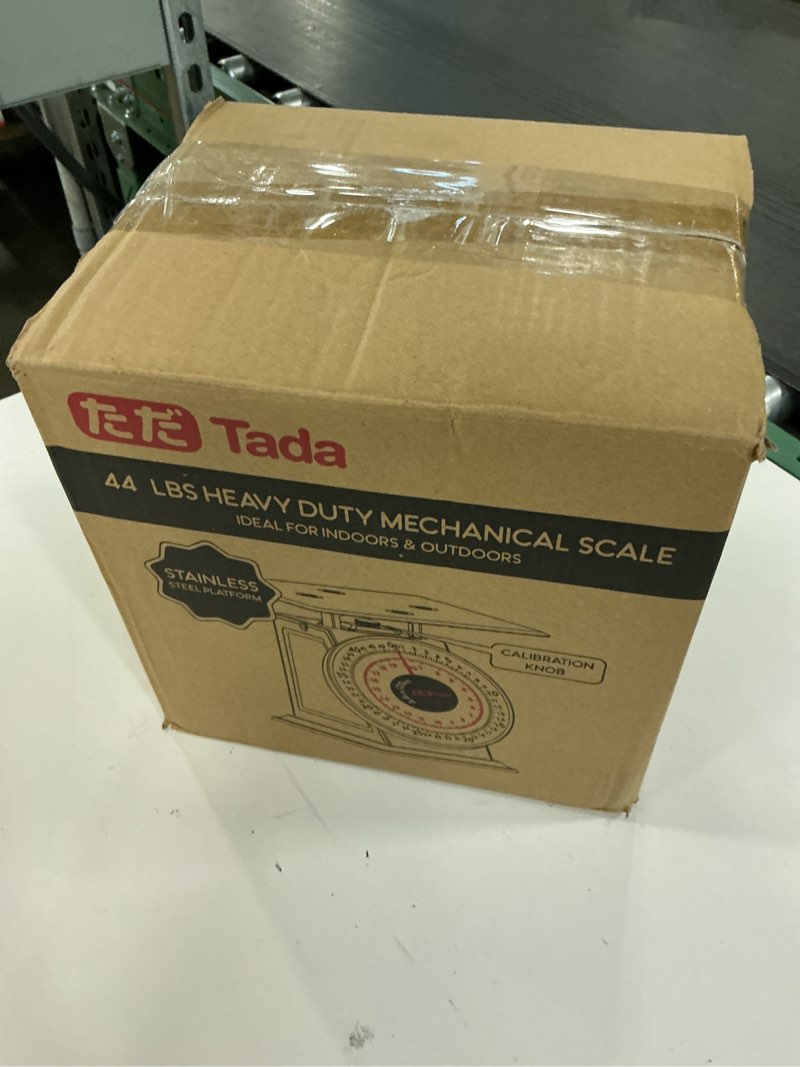 ただ Tada
44 LBS HEAVY DUTY MECHANICAL SCALE
IDEAL FOR INDOORS & OUTDOORS
STAINLESS
STEEL PLATFORM
CALIBRATION
KNOB